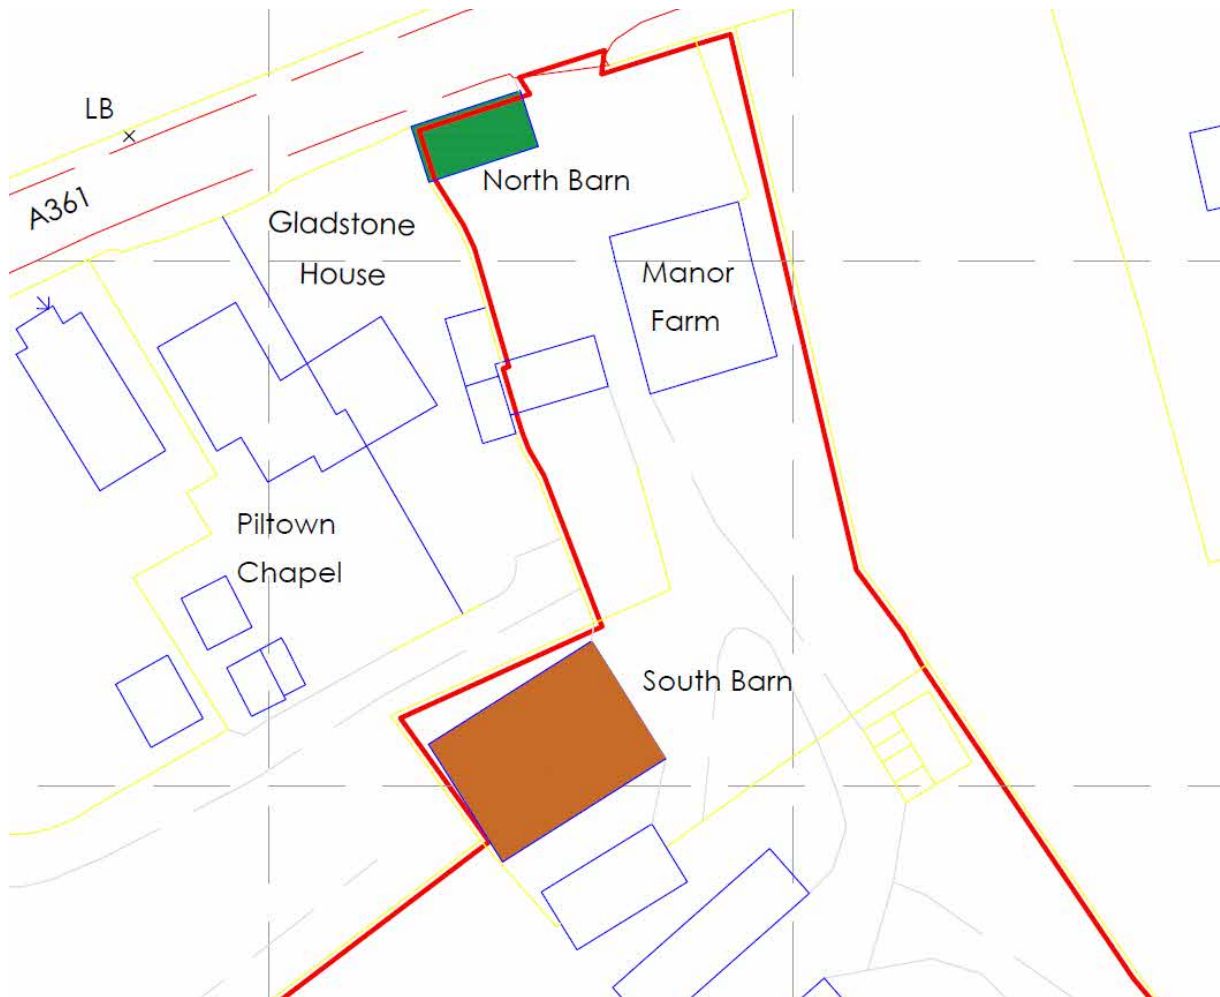 LB
A361
North Barn
Gladstone
House
Manor
Farm
Piltown
Chapel
South Barn